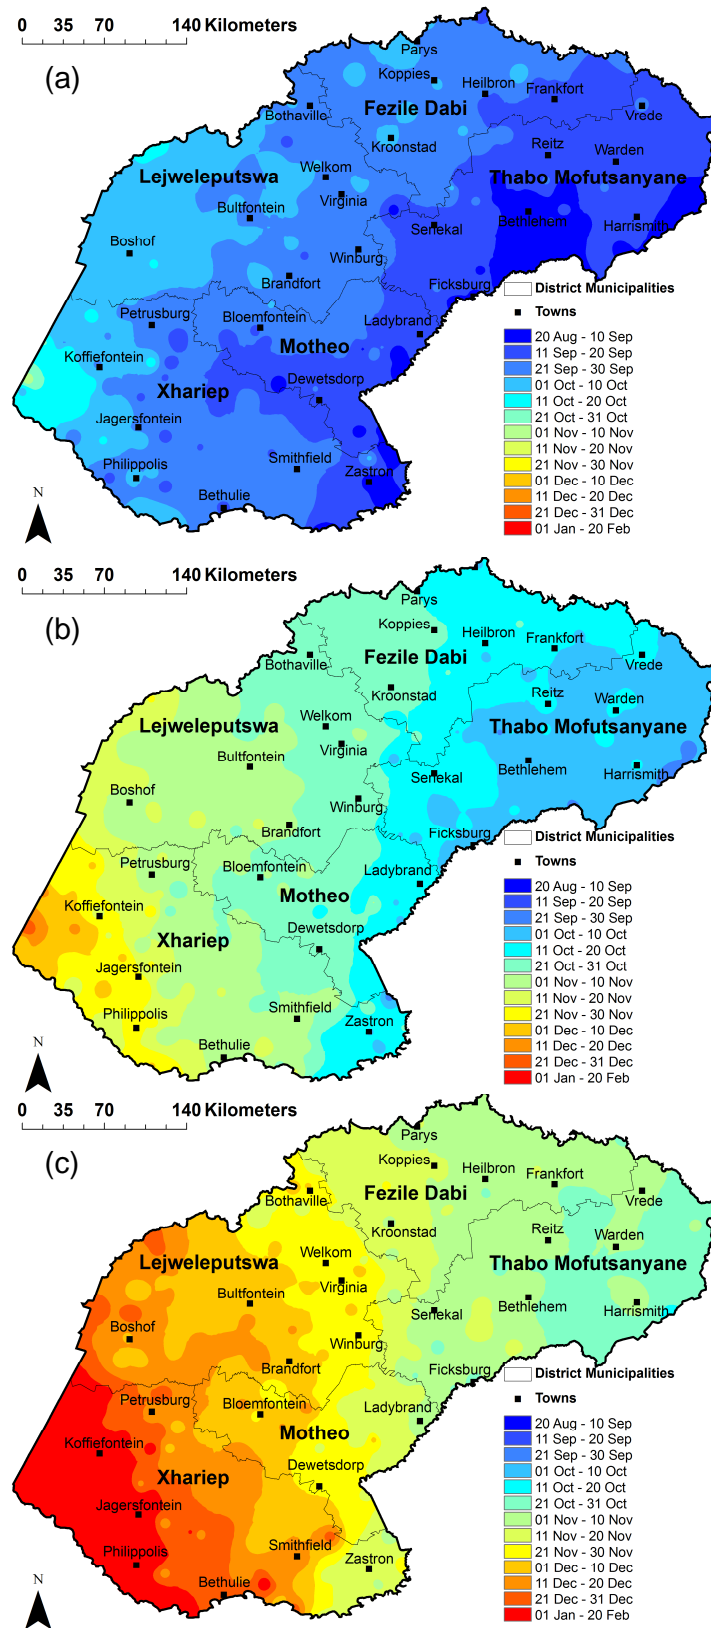 0 35 70 140 Kilometers
(a)
Parys
Koppies
Heilbron
Frankfort
Fezile Dabi
Bothaville
Vrede
Kroonstad
Reitz
Warden
Lejweleputswa
Welkom
Thabo Mofutsanyane
Virginia
Bultfontein
Senekal
Bethlehem
Harrismith
Boshof
Winburg
Brandfort
Ficksburg
District Municipalities
Petrusburg
Bloemfontein
Ladybrand
Towns
Motheo
20 Aug - 10 Sep
11 Sep - 20 Sep
Koffiefontein
21 Sep - 30 Sep
Xhariep
Dewetsdorp
01 Oct - 10 Oct
11 Oct - 20 Oct
Jagersfontein
21 Oct - 31 Oct
01 Nov - 10 Nov
11 Nov - 20 Nov
Philippolis
Smithfield
Zastron
21 Nov - 30 Nov
01 Dec - 10 Dec
N
Bethulie
11 Dec - 20 Dec
21 Dec - 31 Dec
01 Jan - 20 Feb
0 35 70 140 Kilometers
(b)
Parys
Koppies
Heilbron
Frankfort
Fezile Dabi
Bothaville
Vrede
Kroonstad
Reitz
Warden
Lejweleputswa
Welkom
Thabo Mofutsanyane
Virginia
Bultfontein
Senekal
Bethlehem
Harrismith
Boshof
Winburg
Brandfort
Ficksburg
District Municipalities
Petrusburg
Bloemfontein
Ladybrand
Towns
Motheo
20 Aug - 10 Sep
11 Sep - 20 Sep
Koffiefontein
21 Sep - 30 Sep
Xhariep
Dewetsdorp
01 Oct - 10 Oct
11 Oct - 20 Oct
Jagersfontein
21 Oct - 31 Oct
01 Nov - 10 Nov
11 Nov - 20 Nov
Philippolis
Smithfield
Zastron
21 Nov - 30 Nov
01 Dec - 10 Dec
N
Bethulie
11 Dec - 20 Dec
21 Dec - 31 Dec
01 Jan - 20 Feb
0 35 70 140 Kilometers
(c)
Parys
Koppies
Heilbron
Frankfort
Fezile Dabi
Bothaville
Vrede
Kroonstad
Reitz
Warden
Lejweleputswa
Welkom
Thabo Mofutsanyane
Virginia
Bultfontein
Senekal
Bethlehem
Harrismith
Boshof
Winburg
Brandfort
Ficksburg
District Municipalities
Petrusburg
Bloemfontein
Ladybrand
Towns
Motheo
20 Aug - 10 Sep
11 Sep - 20 Sep
Koffiefontein
21 Sep - 30 Sep
Xhariep
Dewetsdorp
01 Oct - 10 Oct
11 Oct - 20 Oct
Jagersfontein
21 Oct - 31 Oct
01 Nov - 10 Nov
11 Nov - 20 Nov
Philippolis
Smithfield
Zastron
21 Nov - 30 Nov
01 Dec - 10 Dec
N
Bethulie
11 Dec - 20 Dec
21 Dec - 31 Dec
01 Jan - 20 Feb